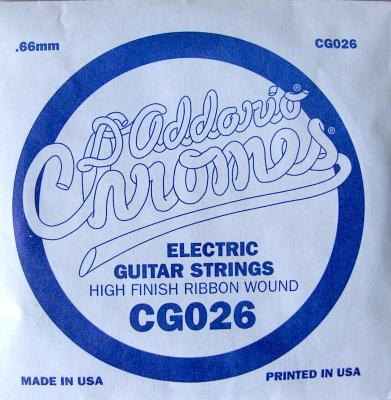 .66mm CG026
D'Addario®
Chromes®
ELECTRIC
GUITAR STRINGS
HIGH FINISH RIBBON WOUND
CG026
MADE IN USA PRINTED IN USA